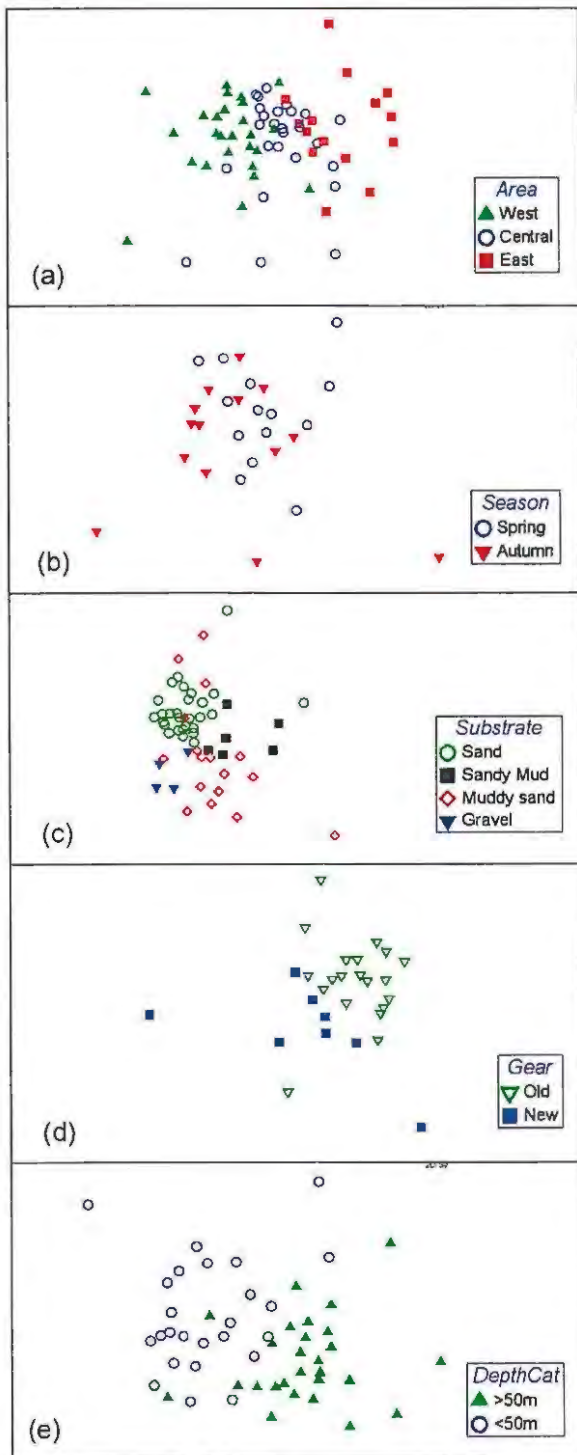 Area
West
Central
East
(a)
Season
Spring
Autumn
(b)
Substrate
Sand
Sandy Mud
Muddy sand
Gravel
(c)
Gear
Old
New
(d)
DepthCat
>50m
<50m
(e)